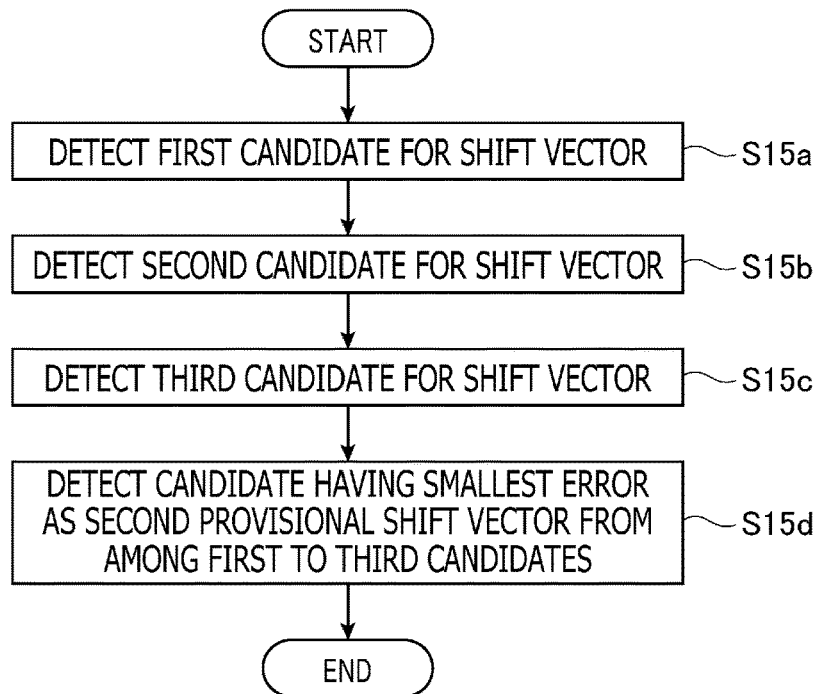 START
DETECT FIRST CANDIDATE FOR SHIFT VECTOR
S15a
DETECT SECOND CANDIDATE FOR SHIFT VECTOR
S15b
DETECT THIRD CANDIDATE FOR SHIFT VECTOR
S15c
DETECT CANDIDATE HAVING SMALLEST ERROR
AS SECOND PROVISIONAL SHIFT VECTOR FROM
AMONG FIRST TO THIRD CANDIDATES
S15d
END